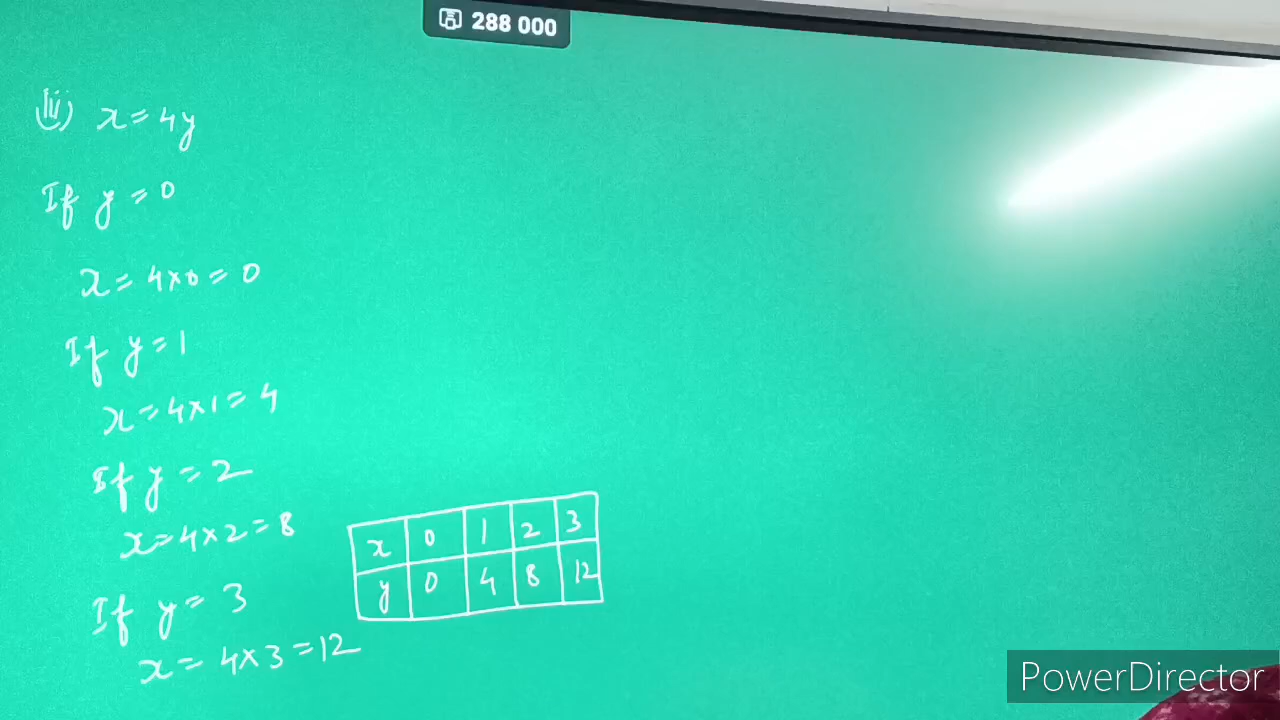 288 000
(iii) x = 4y
If y = 0
x = 4×0 = 0
If y = 1
x = 4×1 = 4
If y = 2
x = 4×2 = 8
If y = 3
x = 4×3 = 12
x 0 1 2 3
y 0 4 8 12
PowerDirector